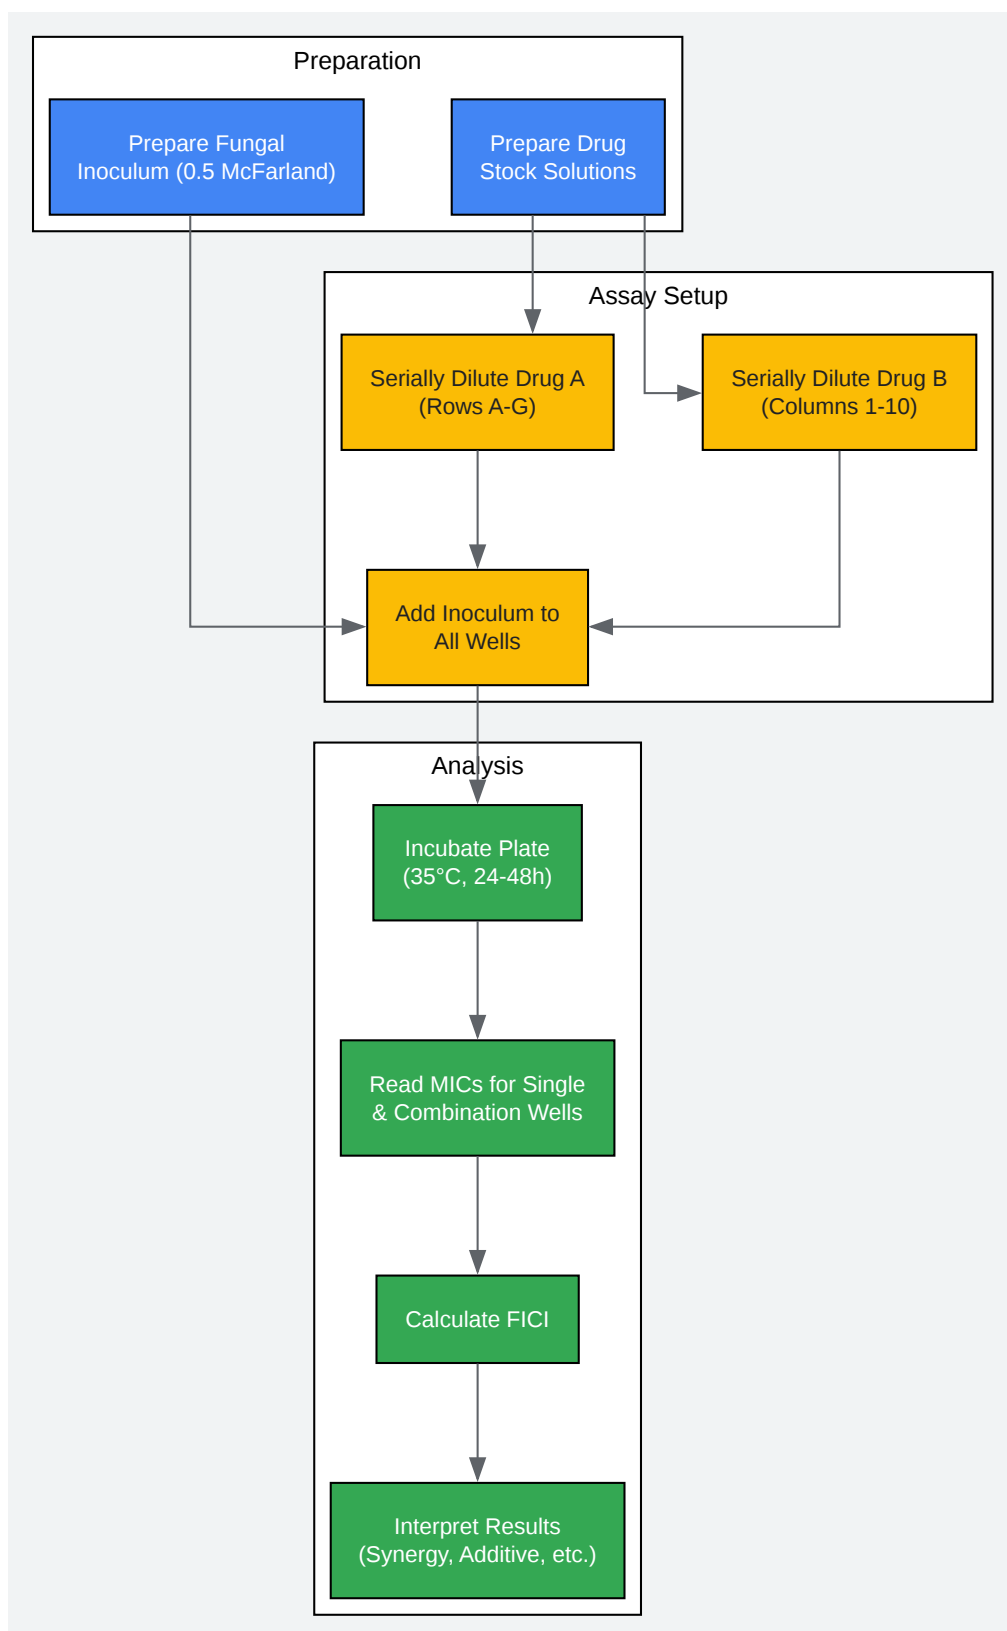 Preparation
Prepare Fungal
Inoculum (0.5 McFarland)
Prepare Drug
Stock Solutions
Assay Setup
Serially Dilute Drug A
(Rows A-G)
Serially Dilute Drug B
(Columns 1-10)
Add Inoculum to
All Wells
Analysis
Incubate Plate
(35°C, 24-48h)
Read MICs for Single
& Combination Wells
Calculate FICI
Interpret Results
(Synergy, Additive, etc.)